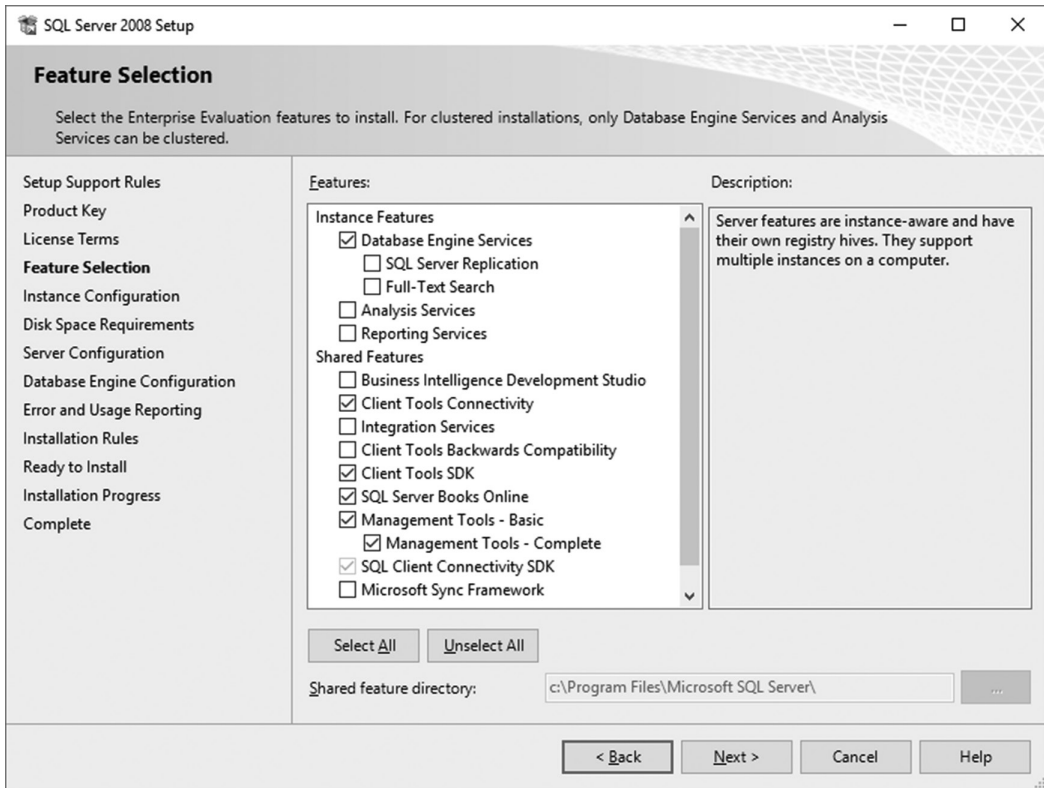 SQL Server 2008 Setup
Feature Selection
Select the Enterprise Evaluation features to install. For clustered installations, only Database Engine Services and Analysis
Services can be clustered.
Setup Support Rules
Product Key
License Terms
Feature Selection
Instance Configuration
Disk Space Requirements
Server Configuration
Database Engine Configuration
Error and Usage Reporting
Installation Rules
Ready to Install
Installation Progress
Complete
Features:
Instance Features
Database Engine Services
SQL Server Replication
Full-Text Search
Analysis Services
Reporting Services
Shared Features
Business Intelligence Development Studio
Client Tools Connectivity
Integration Services
Client Tools Backwards Compatibility
Client Tools SDK
SQL Server Books Online
Management Tools - Basic
Management Tools - Complete
SQL Client Connectivity SDK
Microsoft Sync Framework
Description:
Server features are instance-aware and have
their own registry hives. They support
multiple instances on a computer.
Select All
Unselect All
Shared feature directory:
c:\Program Files\Microsoft SQL Server\
...
< Back
Next >
Cancel
Help